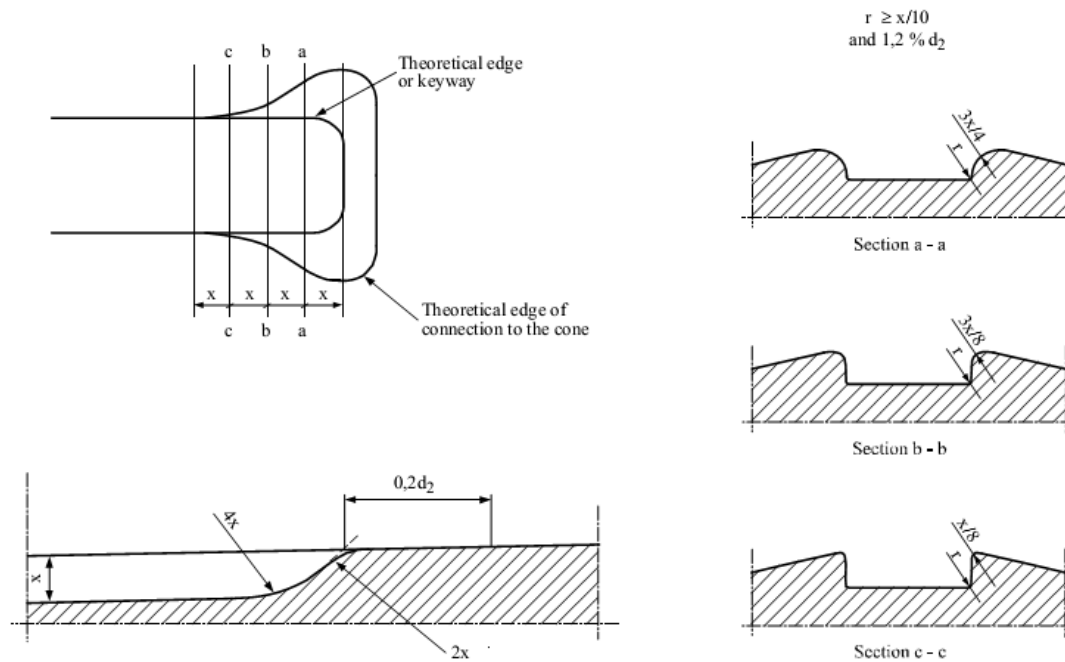 c b a
Theoretical edge
or keyway
x x x x
c b a
Theoretical edge of
connection to the cone
r ≥ x/10
and 1,2 % d2
3x/4
r
Section a - a
3x/8
r
Section b - b
0,2d2
4x
x
2x
x/8
r
Section c - c